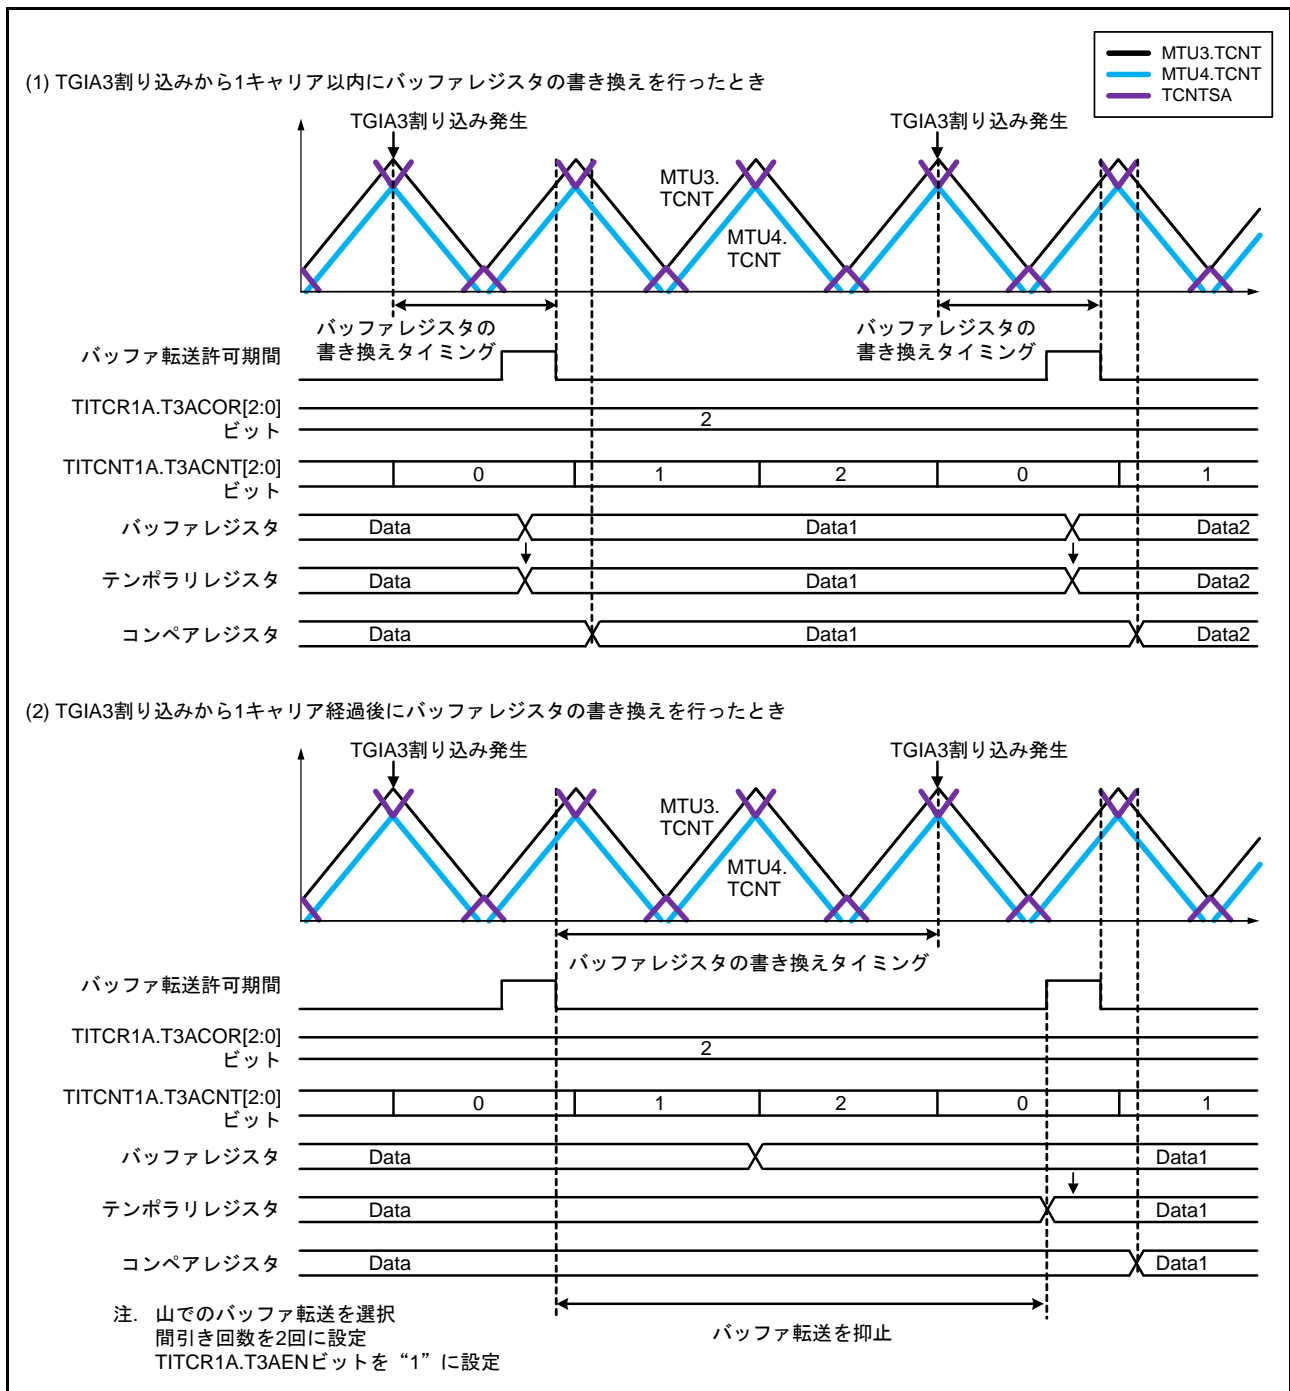 MTU3.TCNT
MTU4.TCNT
TCNTSA
(1) TGIA3割り込みから1キャリア以内にバッファレジスタの書き換えを行ったとき
TGIA3割り込み発生
TGIA3割り込み発生
MTU3.
TCNT
MTU4.
TCNT
バッファレジスタの
書き換えタイミング
バッファレジスタの
書き換えタイミング
バッファ転送許可期間
TITCR1A.T3ACOR[2:0]
ビット
2
TITCNT1A.T3ACNT[2:0]
ビット
0 1 2 0 1
バッファレジスタ Data Data1 Data2
テンポラリレジスタ Data Data1 Data2
コンペアレジスタ Data Data1 Data2
(2) TGIA3割り込みから1キャリア経過後にバッファレジスタの書き換えを行ったとき
TGIA3割り込み発生
TGIA3割り込み発生
MTU3.
TCNT
MTU4.
TCNT
バッファレジスタの書き換えタイミング
バッファ転送許可期間
TITCR1A.T3ACOR[2:0]
ビット
2
TITCNT1A.T3ACNT[2:0]
ビット
0 1 2 0 1
バッファレジスタ Data Data1
テンポラリレジスタ Data Data1
コンペアレジスタ Data Data1
バッファ転送を抑止
注. 山でのバッファ転送を選択
間引き回数を2回に設定
TITCR1A.T3AENビットを“1”に設定